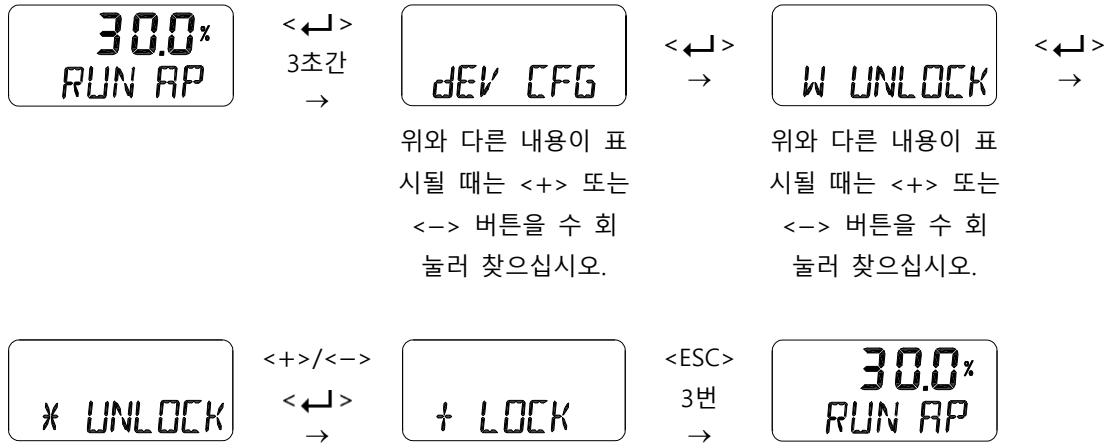 30.0%
RUN AP
<↵>
3초간
→
dEV CFG
위와 다른 내용이 표
시될 때는 <+> 또는
<–> 버튼을 수 회
눌러 찾으십시오.
<↵>
→
W UNLOCK
위와 다른 내용이 표
시될 때는 <+> 또는
<–> 버튼을 수 회
눌러 찾으십시오.
<↵>
→
* UNLOCK
<+>/<–>
<↵>
→
+ LOCK
<ESC>
3번
→
30.0%
RUN AP